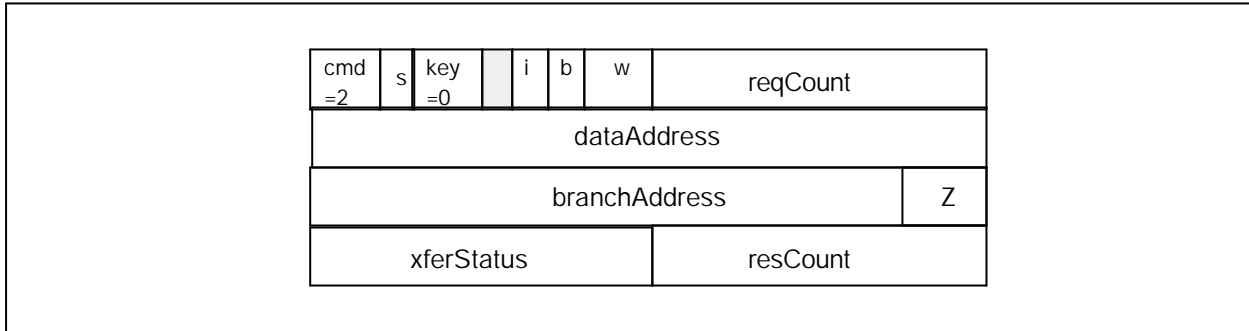 cmd =2 s key =0 i b w reqCount
dataAddress
branchAddress Z
xferStatus resCount